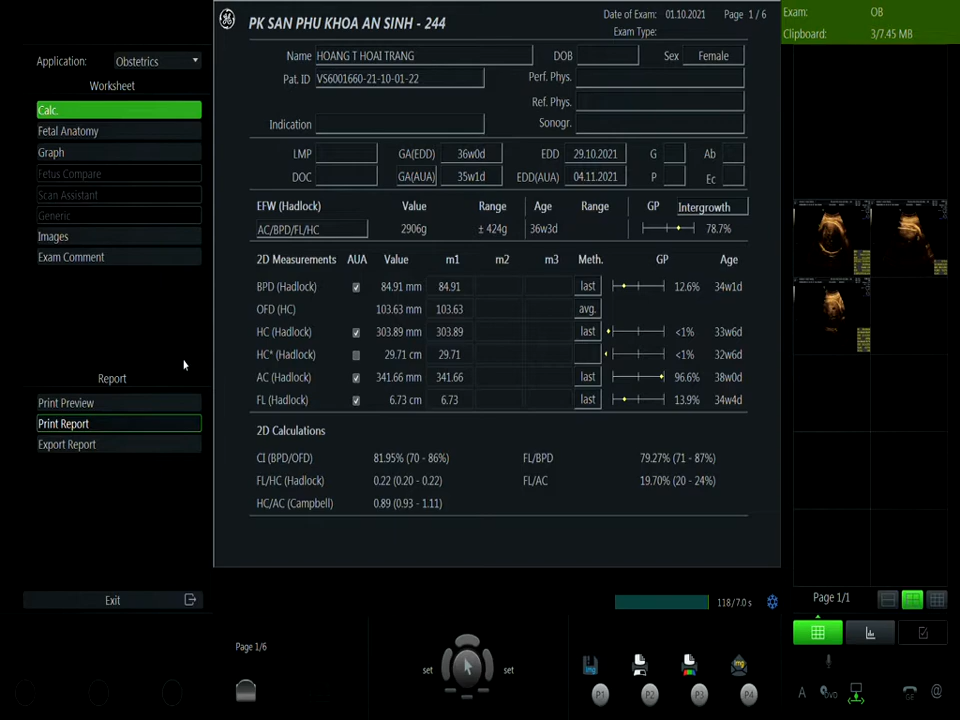 PK SAN PHU KHOA AN SINH - 244
Date of Exam: 01.10.2021 Page 1 / 6
Exam Type:
Exam: OB
Clipboard: 3/7.45 MB
Application: Obstetrics
Worksheet
Calc.
Fetal Anatomy
Graph
Fetus Compare
Scan Assistant
Generic
Images
Exam Comment
Report
Print Preview
Print Report
Export Report
Exit
Name HOANG T HOAI TRANG DOB Sex Female
Pat. ID VS6001660-21-10-01-22 Perf. Phys.
Ref. Phys.
Indication Sonogr.
LMP GA(EDD) 36w0d EDD 29.10.2021 G Ab
DOC GA(AUA) 35w1d EDD(AUA) 04.11.2021 P Ec
EFW (Hadlock) Value Range Age Range GP Intergrowth
AC/BPD/FL/HC 2906g ± 424g 36w3d 78.7%
2D Measurements AUA Value m1 m2 m3 Meth. GP Age
BPD (Hadlock) 84.91 mm 84.91 last 12.6% 34w1d
OFD (HC) 103.63 mm 103.63 avg.
HC (Hadlock) 303.89 mm 303.89 last <1% 33w6d
HC* (Hadlock) 29.71 cm 29.71 <1% 32w6d
AC (Hadlock) 341.66 mm 341.66 last 96.6% 38w0d
FL (Hadlock) 6.73 cm 6.73 last 13.9% 34w4d
2D Calculations
CI (BPD/OFD) 81.95% (70 - 86%) FL/BPD 79.27% (71 - 87%)
FL/HC (Hadlock) 0.22 (0.20 - 0.22) FL/AC 19.70% (20 - 24%)
HC/AC (Campbell) 0.89 (0.93 - 1.11)
118/7.0 s
Page 1/1
Page 1/6
set set
P1 P2 P3 P4
A DVD @